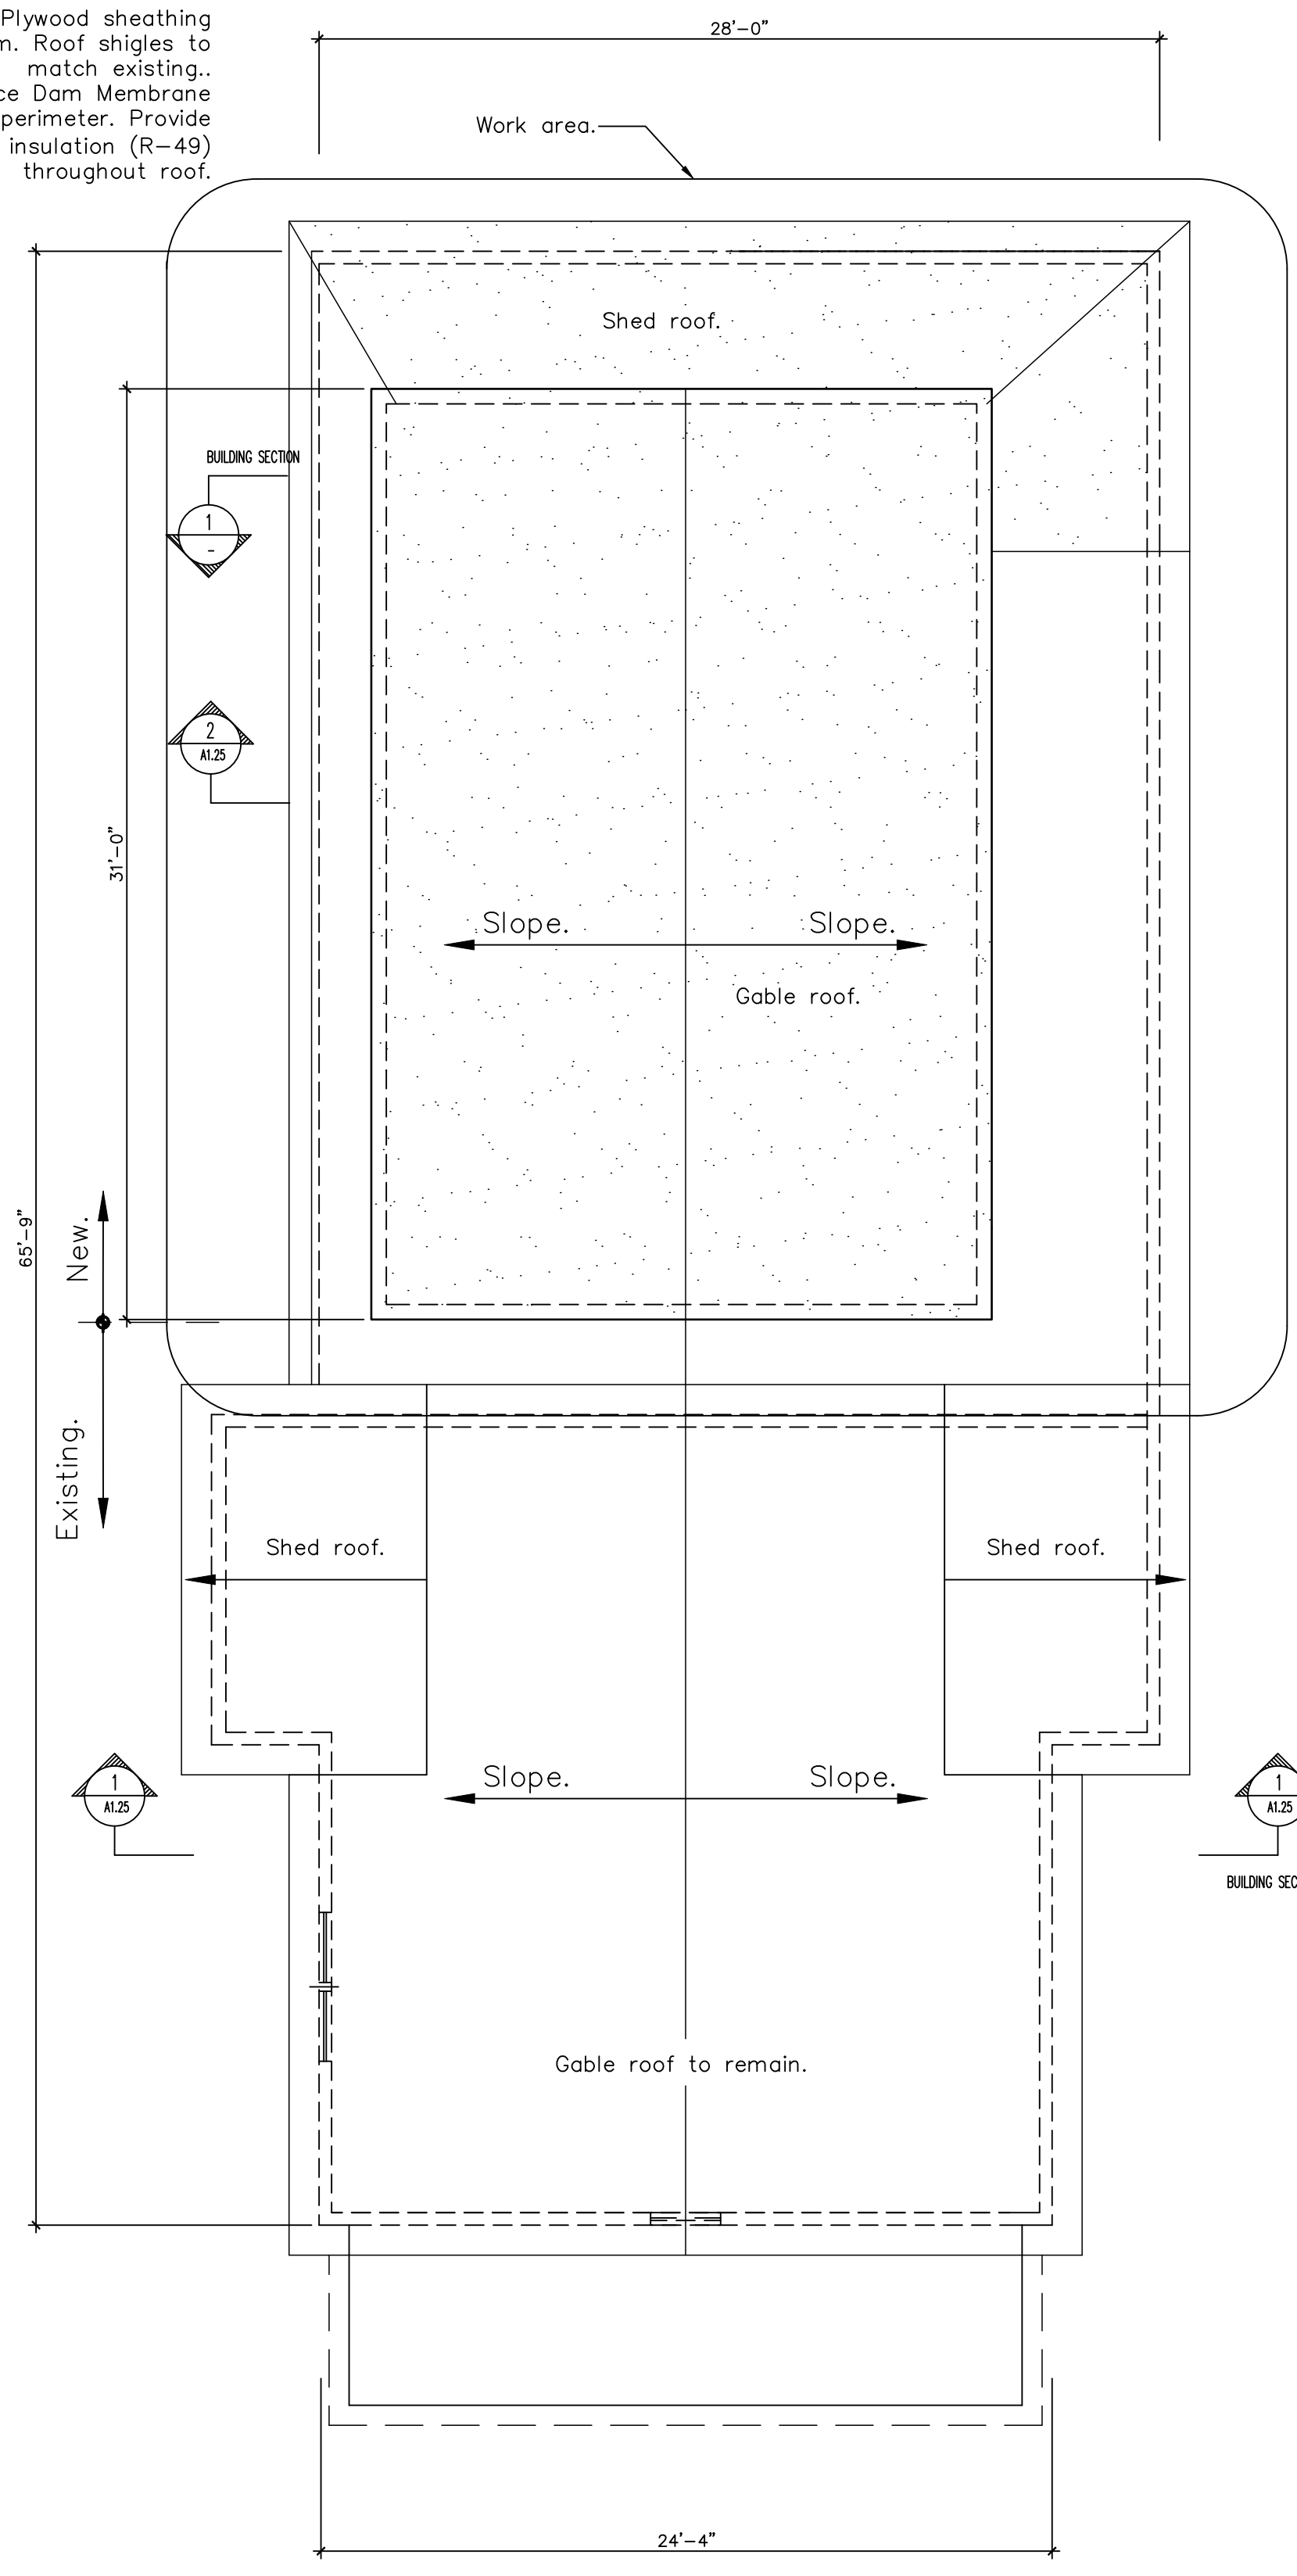 Plywood sheathing
Roof shigles to
match existing..
Dam Membrane
perimeter. Provide
insulation (R-49)
throughout roof.
28'-0"
Work area.
Shed roof.
BUILDING SECTION
1
-
2
A1.25
31'-0"
Slope. Slope.
Gable roof.
65'-9"
New.
Existing.
Shed roof. Shed roof.
1
A1.25
Slope. Slope.
1
A1.25
BUILDING SEC
Gable roof to remain.
24'-4"